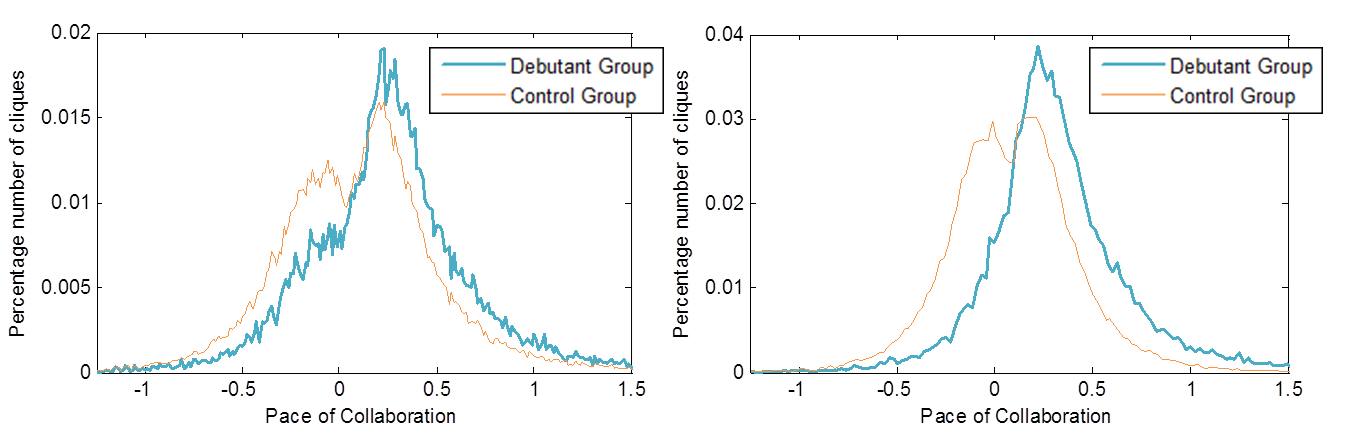 0.02
0.015
0.01
0.005
0
-1
-0.5
0
0.5
1
1.5
Percentage number of cliques
Pace of Collaboration
Debutant Group
Control Group
0.04
0.03
0.02
0.01
0
-1
-0.5
0
0.5
1
1.5
Percentage number of cliques
Pace of Collaboration
Debutant Group
Control Group